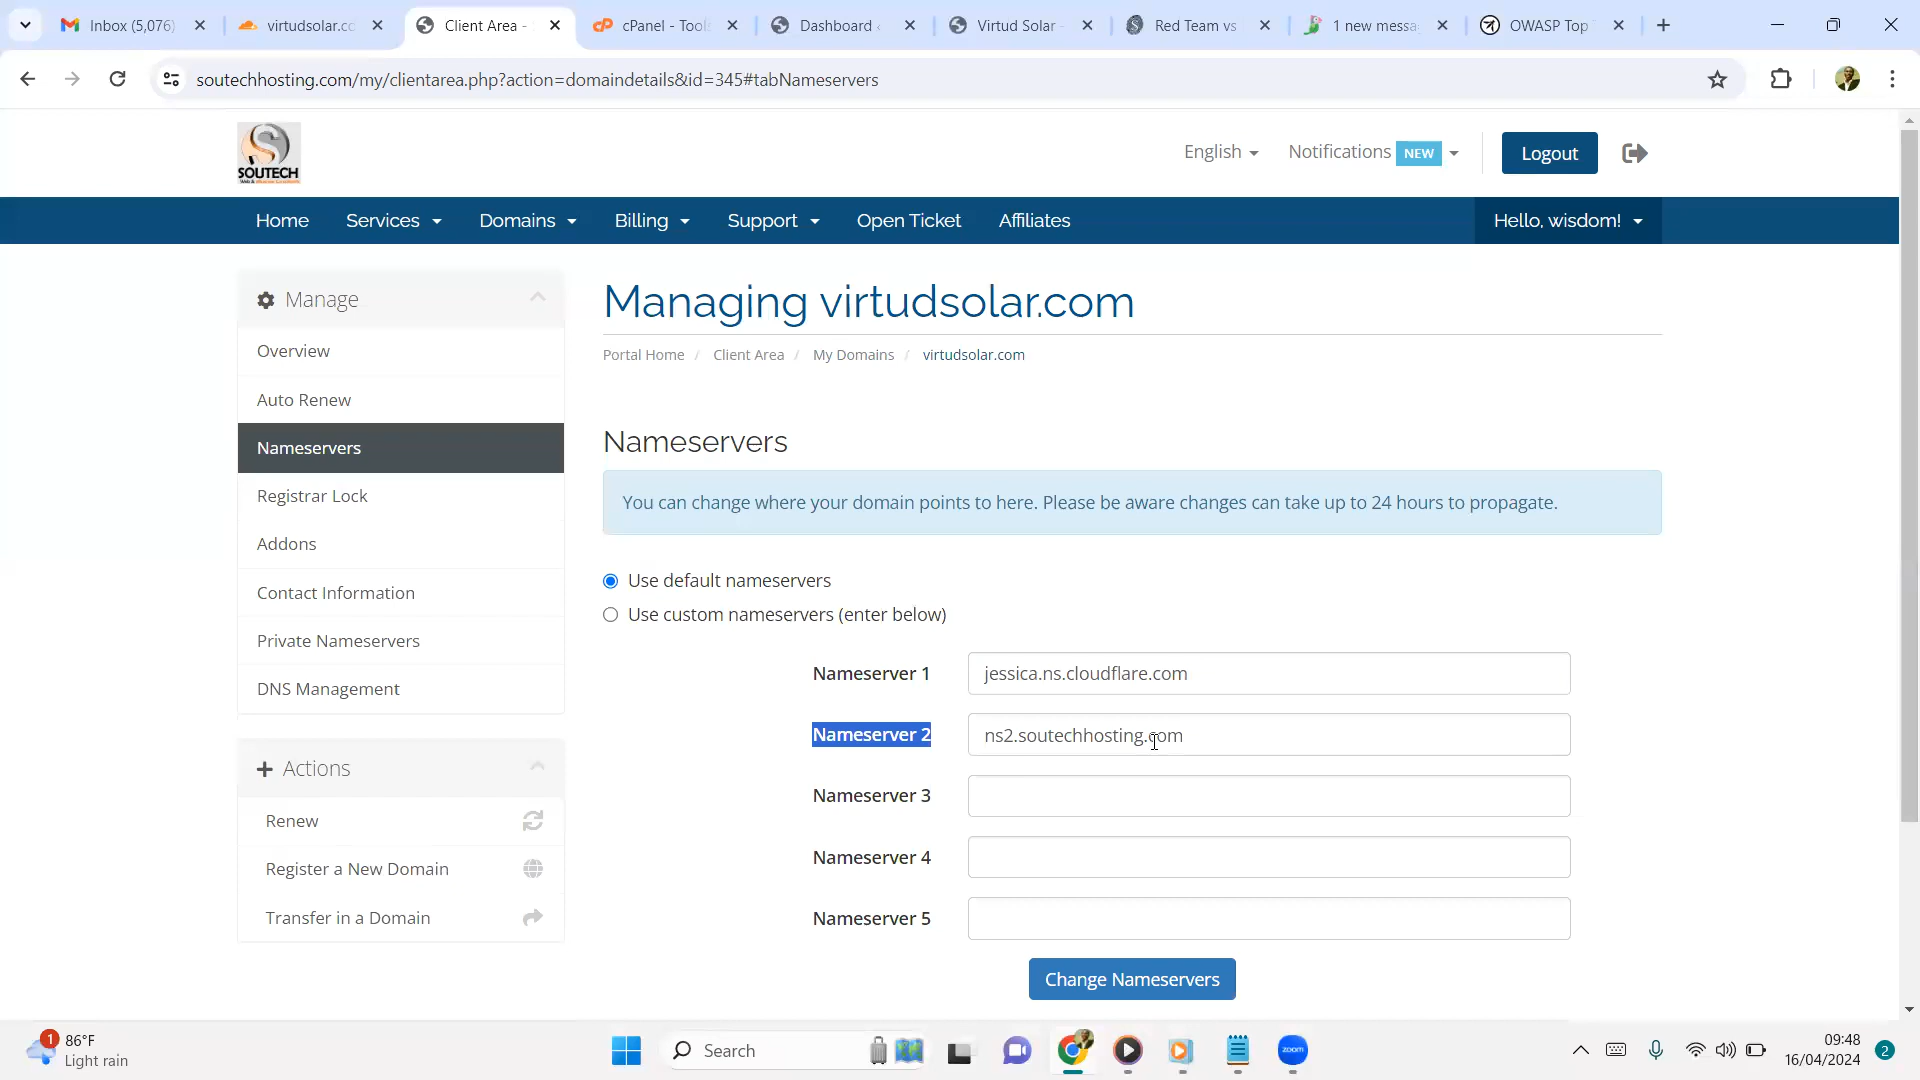 Inbox (5,076)
virtudsolar.co
Client Area -
cPanel - Tools
Dashboard ‹
Virtud Solar -
Red Team vs
1 new messa
OWASP Top
soutechhosting.com/my/clientarea.php?action=domaindetails&id=345#tabNameservers
SOUTECH
English
Notifications NEW
Logout
Home
Services
Domains
Billing
Support
Open Ticket
Affiliates
Hello, wisdom!
Manage
Overview
Auto Renew
Nameservers
Registrar Lock
Addons
Contact Information
Private Nameservers
DNS Management
Actions
Renew
Register a New Domain
Transfer in a Domain
Managing virtudsolar.com
Portal Home / Client Area / My Domains / virtudsolar.com
Nameservers
You can change where your domain points to here. Please be aware changes can take up to 24 hours to propagate.
Use default nameservers
Use custom nameservers (enter below)
Nameserver 1 jessica.ns.cloudflare.com
Nameserver 2 ns2.soutechhosting.com
Nameserver 3
Nameserver 4
Nameserver 5
Change Nameservers
1
86°F
Light rain
Search
zoom
09:48
16/04/2024
2